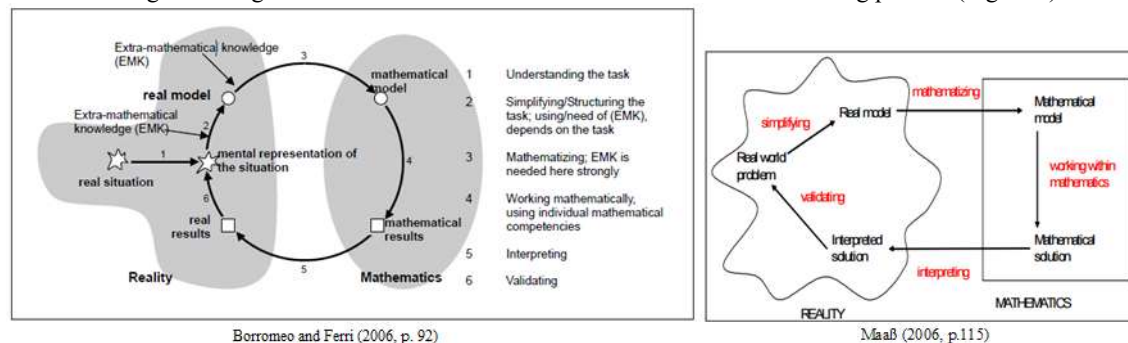 Extra-mathematical knowledge
(EMK)
3
real model
mathematical
model
Extra-mathematical
knowledge (EMK)
2
1
mental representation of
the situation
real situation
4
6
real
results
mathematical
results
5
Reality
Mathematics
1 Understanding the task
2 Simplifying/Structuring the
task; using/need of (EMK),
depends on the task
3 Mathematizing; EMK is
needed here strongly
4 Working mathematically,
using individual mathematical
competencies
5 Interpreting
6 Validating
Borromeo and Ferri (2006, p. 92)
mathematizing
Real model
Mathematical
model
simplifying
Real world
problem
working within
mathematics
validating
Interpreted
solution
Mathematical
solution
interpreting
REALITY
MATHEMATICS
Maaß (2006, p.115)